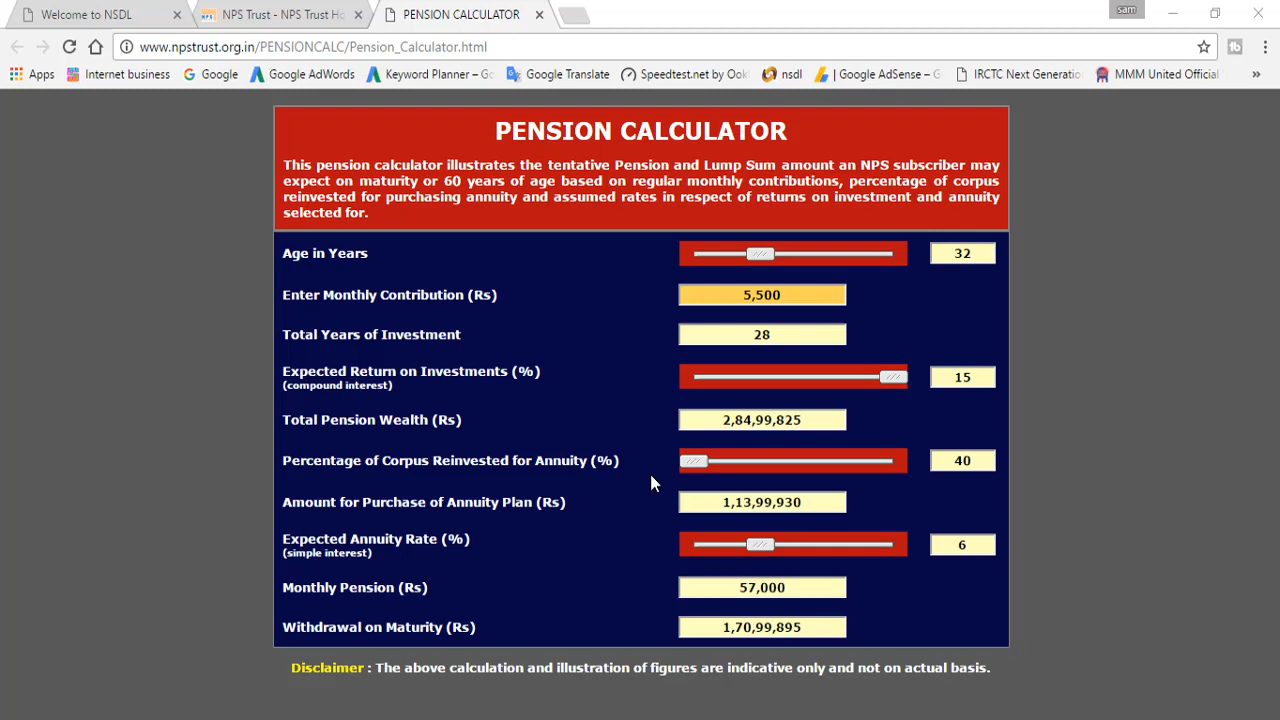 Welcome to NSDL
NPS Trust - NPS Trust Ho
PENSION CALCULATOR
sam
www.npstrust.org.in/PENSIONCALC/Pension_Calculator.html
Apps Internet business Google Google AdWords Keyword Planner – Go Google Translate Speedtest.net by Ookl nsdl | Google AdSense – G IRCTC Next Generatio MMM United Official »
PENSION CALCULATOR
This pension calculator illustrates the tentative Pension and Lump Sum amount an NPS subscriber may
expect on maturity or 60 years of age based on regular monthly contributions, percentage of corpus
reinvested for purchasing annuity and assumed rates in respect of returns on investment and annuity
selected for.
Age in Years 32
Enter Monthly Contribution (Rs) 5,500
Total Years of Investment 28
Expected Return on Investments (%) 15
(compound interest)
Total Pension Wealth (Rs) 2,84,99,825
Percentage of Corpus Reinvested for Annuity (%) 40
Amount for Purchase of Annuity Plan (Rs) 1,13,99,930
Expected Annuity Rate (%) 6
(simple interest)
Monthly Pension (Rs) 57,000
Withdrawal on Maturity (Rs) 1,70,99,895
Disclaimer : The above calculation and illustration of figures are indicative only and not on actual basis.